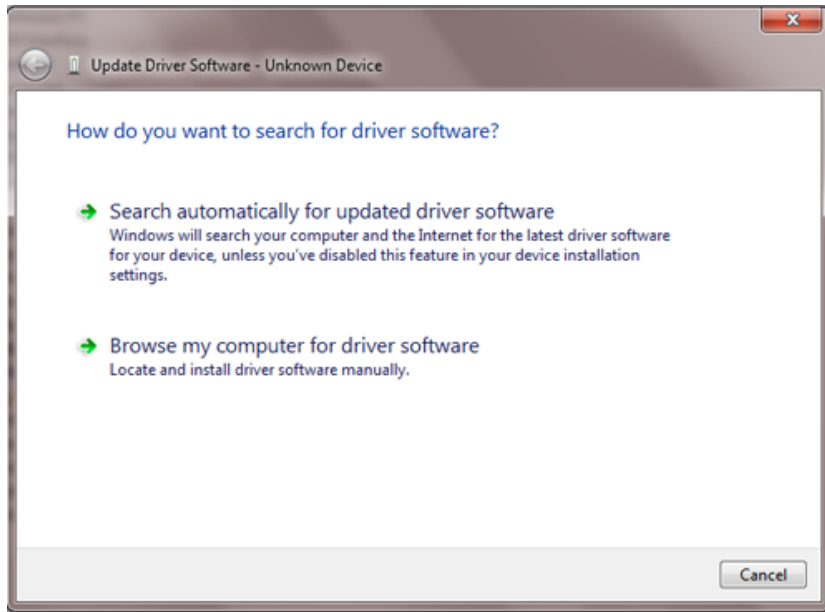 Update Driver Software - Unknown Device
How do you want to search for driver software?
Search automatically for updated driver software
Windows will search your computer and the Internet for the latest driver software
for your device, unless you've disabled this feature in your device installation
settings.
Browse my computer for driver software
Locate and install driver software manually.
Cancel